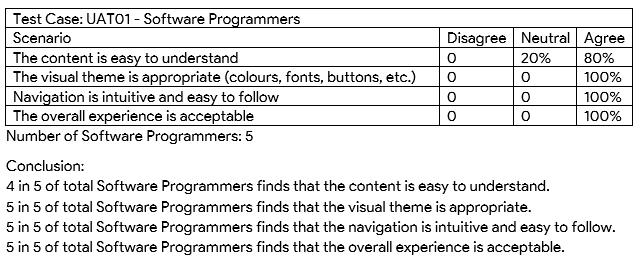 Test Case: UAT01 - Software Programmers
Scenario Disagree Neutral Agree
The content is easy to understand 0 20% 80%
The visual theme is appropriate (colours, fonts, buttons, etc.) 0 0 100%
Navigation is intuitive and easy to follow 0 0 100%
The overall experience is acceptable 0 0 100%
Number of Software Programmers: 5
Conclusion:
4 in 5 of total Software Programmers finds that the content is easy to understand.
5 in 5 of total Software Programmers finds that the visual theme is appropriate.
5 in 5 of total Software Programmers finds that the navigation is intuitive and easy to follow.
5 in 5 of total Software Programmers finds that the overall experience is acceptable.